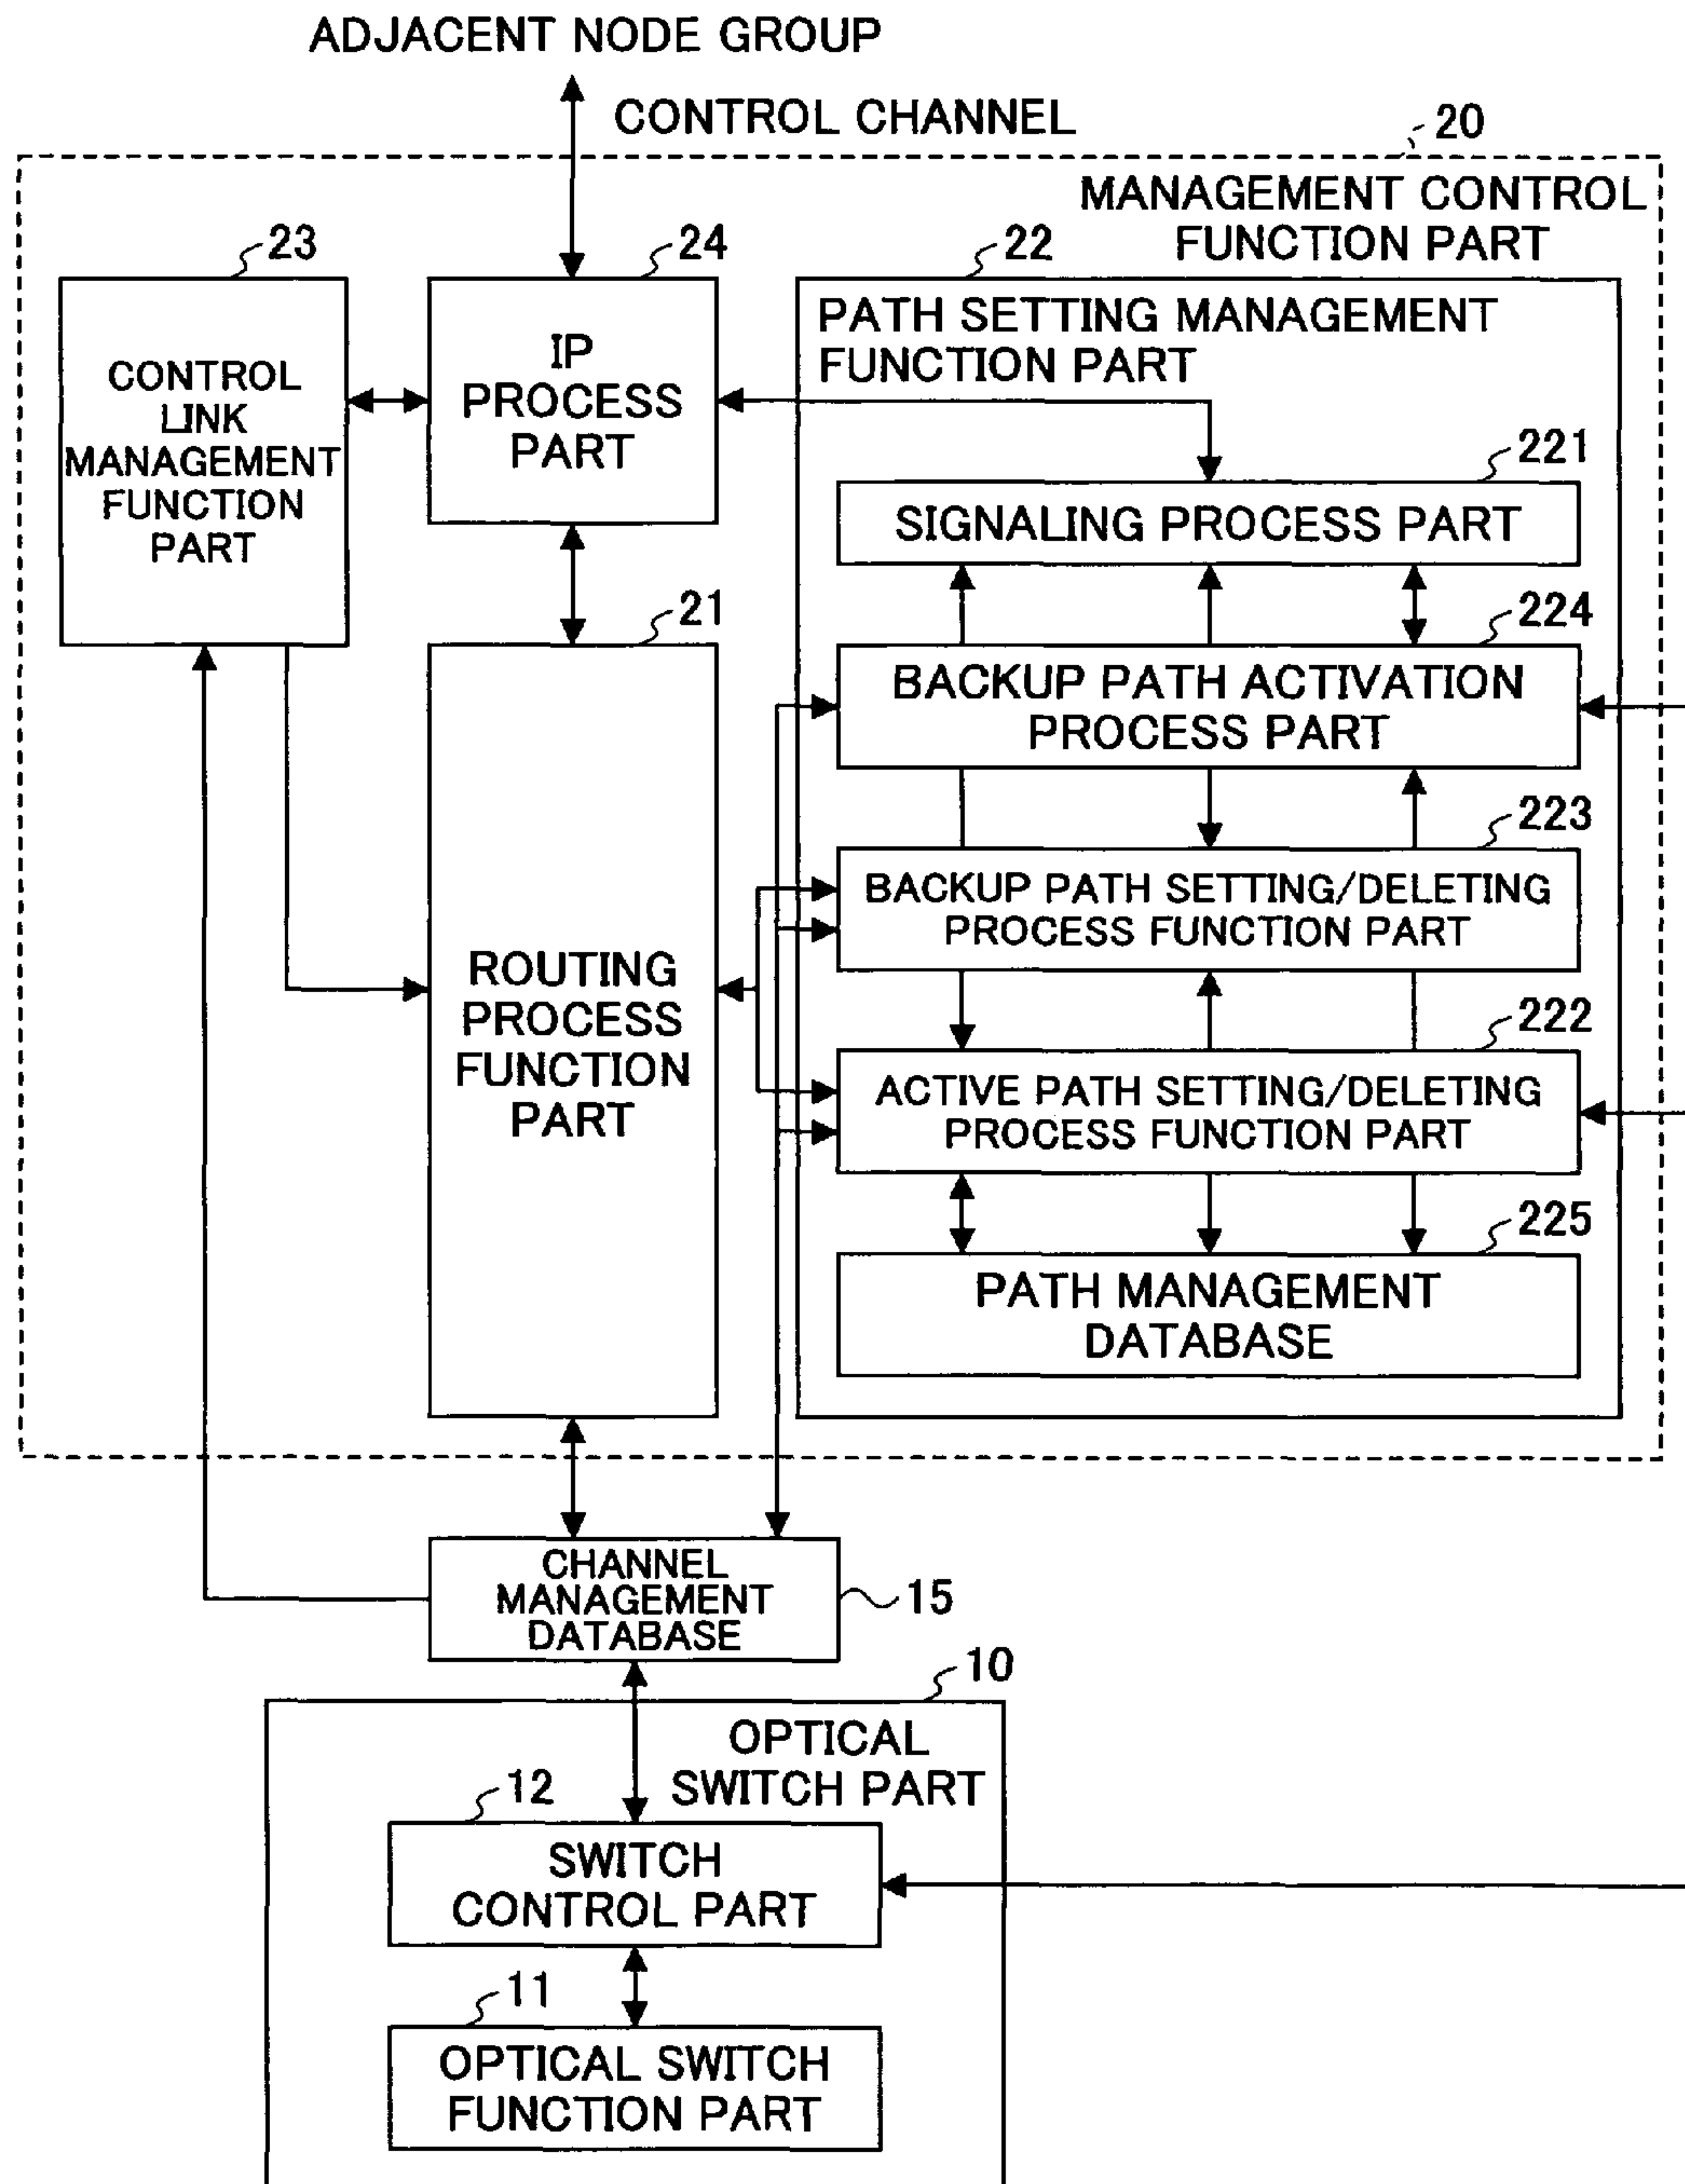 ADJACENT NODE GROUP
CONTROL CHANNEL
20
MANAGEMENT CONTROL
FUNCTION PART
23
24
22
CONTROL
LINK
MANAGEMENT
FUNCTION
PART
IP
PROCESS
PART
PATH SETTING MANAGEMENT
FUNCTION PART
221
SIGNALING PROCESS PART
21
224
BACKUP PATH ACTIVATION
PROCESS PART
223
BACKUP PATH SETTING/DELETING
PROCESS FUNCTION PART
ROUTING
PROCESS
FUNCTION
PART
222
ACTIVE PATH SETTING/DELETING
PROCESS FUNCTION PART
225
PATH MANAGEMENT
DATABASE
CHANNEL
MANAGEMENT
DATABASE
15
10
OPTICAL
SWITCH PART
12
SWITCH
CONTROL PART
11
OPTICAL SWITCH
FUNCTION PART